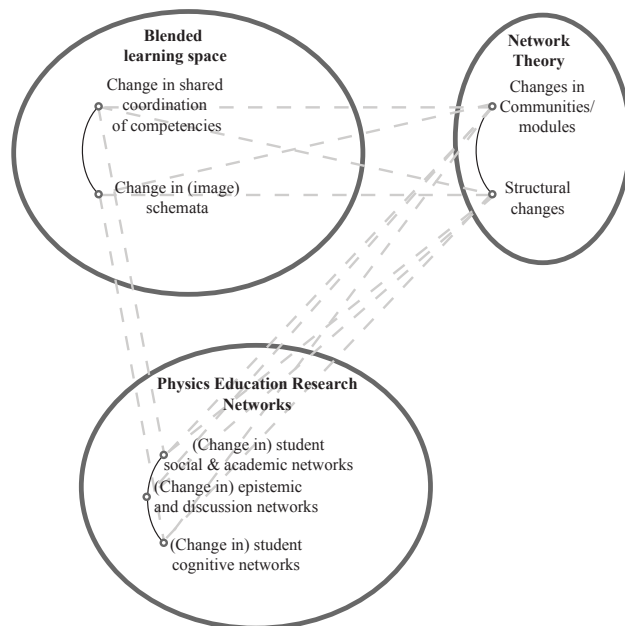 Blended
learning space
Change in shared
coordination
of competencies
Change in (image)
schemata
Network
Theory
Changes in
Communities/
modules
Structural
changes
Physics Education Research
Networks
(Change in) student
social & academic networks
(Change in) epistemic
and discussion networks
(Change in) student
cognitive networks